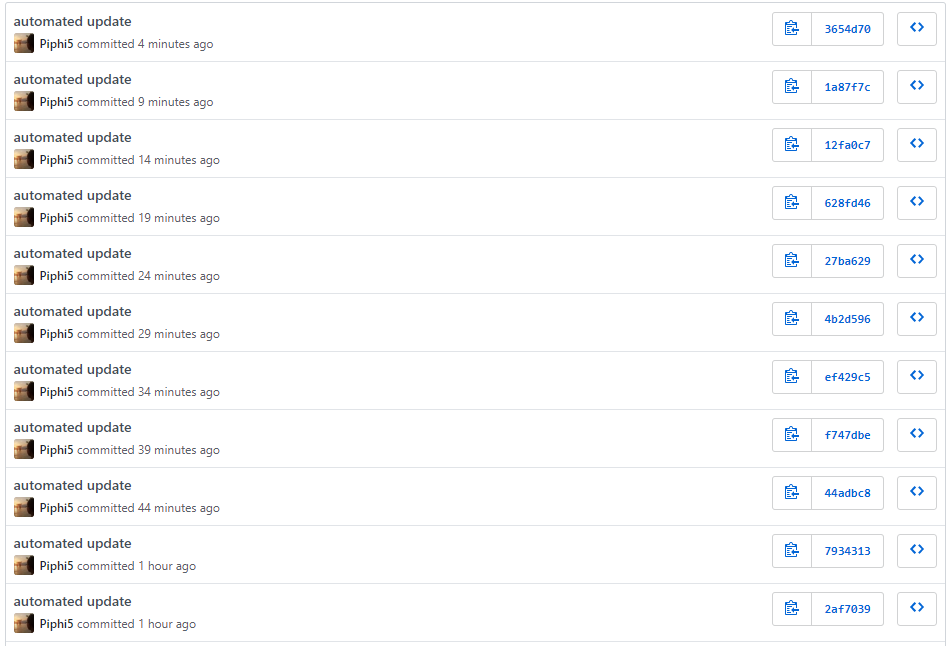 automated update
3654d70
Piphi5 committed 4 minutes ago
automated update
1a87f7c
Piphi5 committed 9 minutes ago
automated update
12fa0c7
Piphi5 committed 14 minutes ago
automated update
628fd46
Piphi5 committed 19 minutes ago
automated update
27ba629
Piphi5 committed 24 minutes ago
automated update
4b2d596
Piphi5 committed 29 minutes ago
automated update
ef429c5
Piphi5 committed 34 minutes ago
automated update
f747dbe
Piphi5 committed 39 minutes ago
automated update
44adbc8
Piphi5 committed 44 minutes ago
automated update
7934313
Piphi5 committed 1 hour ago
automated update
2af7039
Piphi5 committed 1 hour ago